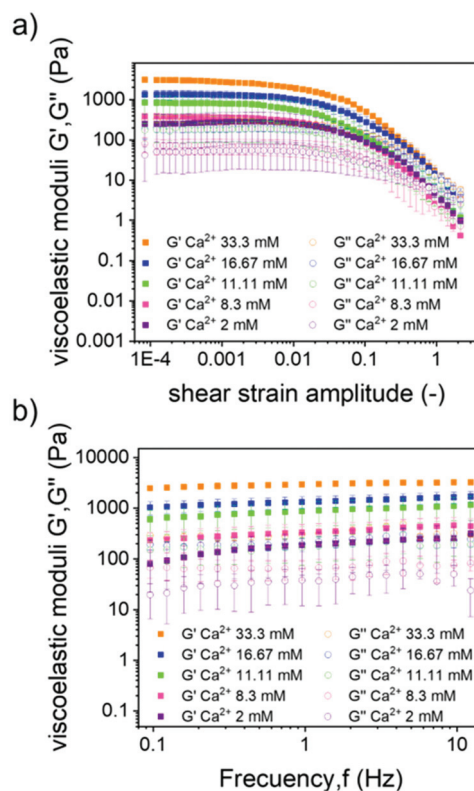 a)
viscoelastic moduli G',G" (Pa)
1000
100
10
1
0.1
0.01
0.001
G' Ca²⁺ 33.3 mM G" Ca²⁺ 33.3 mM
G' Ca²⁺ 16.67 mM G" Ca²⁺ 16.67 mM
G' Ca²⁺ 11.11 mM G" Ca²⁺ 11.11 mM
G' Ca²⁺ 8.3 mM G" Ca²⁺ 8.3 mM
G' Ca²⁺ 2 mM G" Ca²⁺ 2 mM
1E-4 0.001 0.01 0.1 1
shear strain amplitude (-)
b)
viscoelastic moduli G',G" (Pa)
10000
1000
100
10
1
0.1
G' Ca²⁺ 33.3 mM G" Ca²⁺ 33.3 mM
G' Ca²⁺ 16.67 mM G" Ca²⁺ 16.67 mM
G' Ca²⁺ 11.11 mM G" Ca²⁺ 11.11 mM
G' Ca²⁺ 8.3 mM G" Ca²⁺ 8.3 mM
G' Ca²⁺ 2 mM G" Ca²⁺ 2 mM
0.1 1 10
Frecuency,f (Hz)